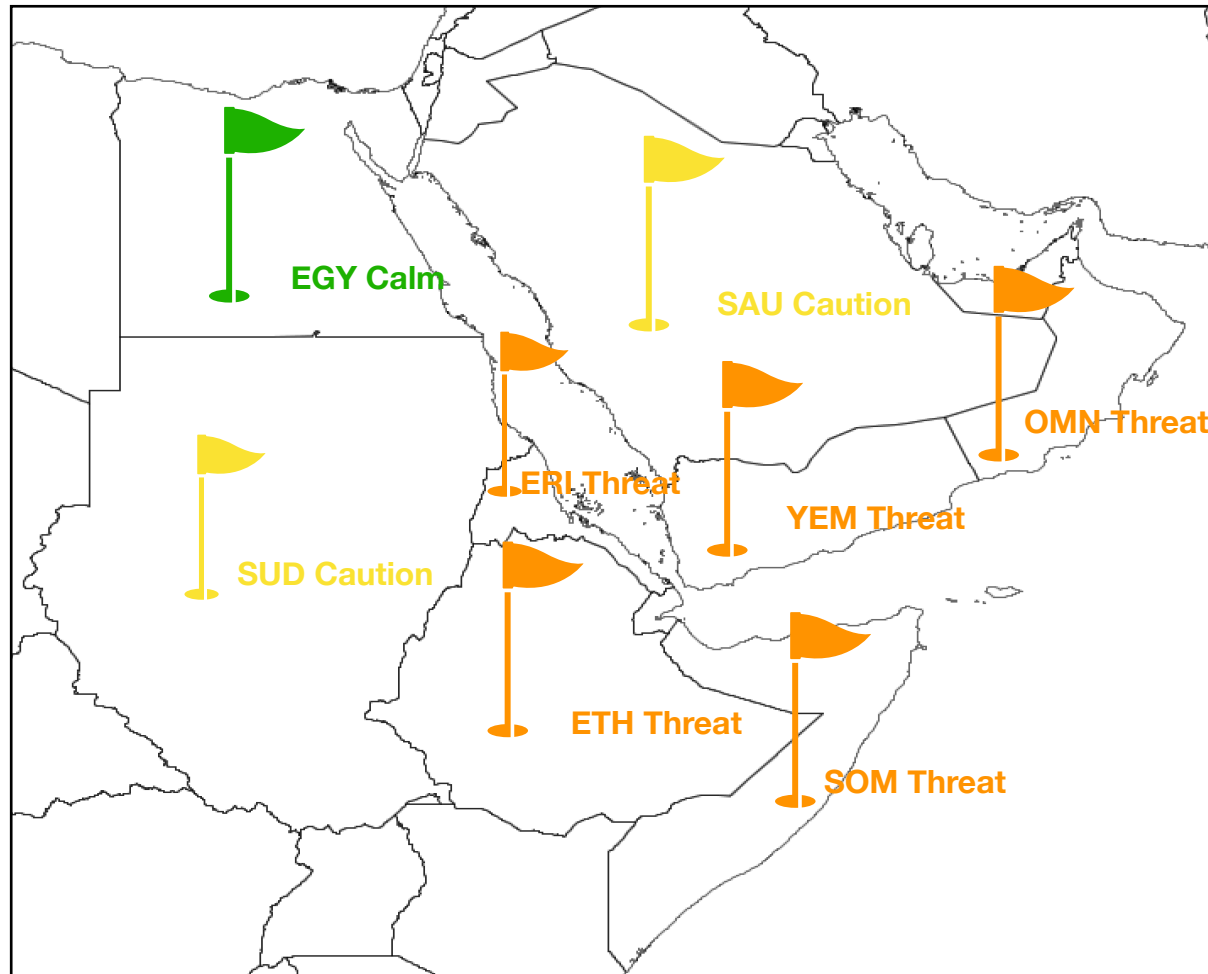 EGY Calm
SAU Caution
OMN Threat
ERI Threat
YEM Threat
SUD Caution
ETH Threat
SOM Threat